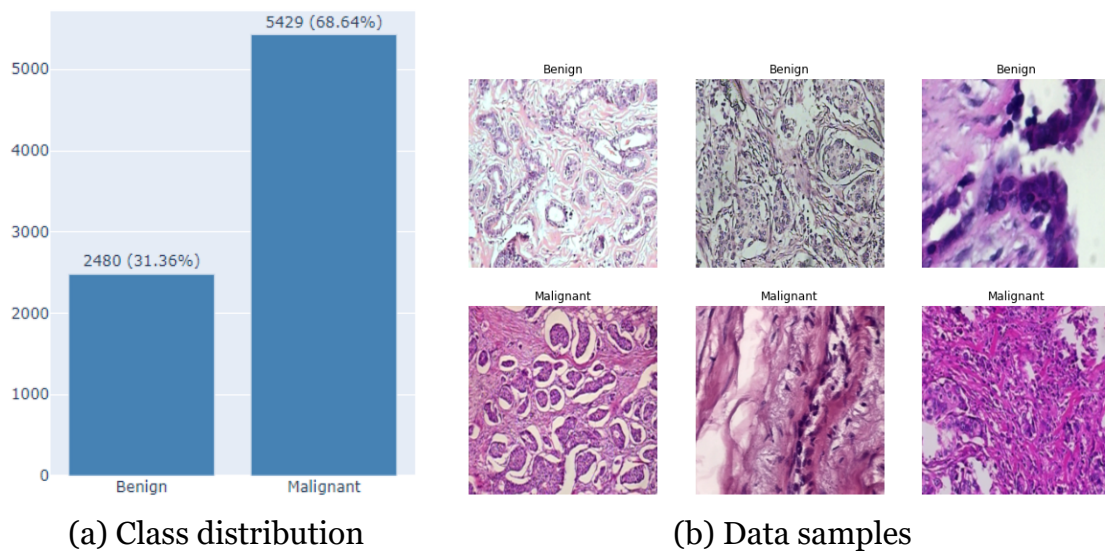 5429 (68.64%)
5000
4000
3000
2480 (31.36%)
2000
1000
0
Benign Malignant
(a) Class distribution
Benign Benign Benign
Malignant Malignant Malignant
(b) Data samples